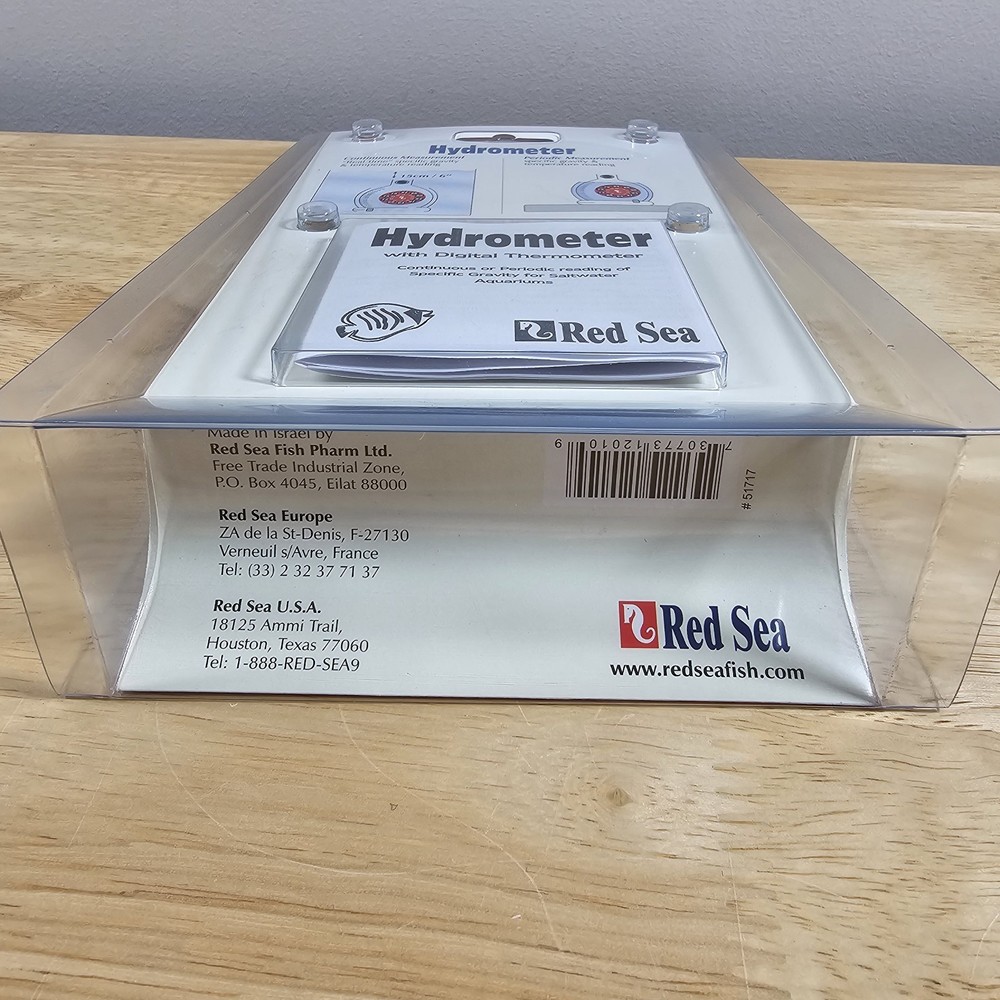 Hydrometer
Continuous Measurement
Periodic Measurement
15cm / 6"
Hydrometer
with Digital Thermometer
Continuous or Periodic reading of
Specific Gravity for Saltwater
Aquariums
Red Sea
Made in Israel by
Red Sea Fish Pharm Ltd.
Free Trade Industrial Zone,
P.O. Box 4045, Eilat 88000
Red Sea Europe
ZA de la St-Denis, F-27130
Verneuil s/Avre, France
Tel: (33) 2 32 37 71 37
Red Sea U.S.A.
18125 Ammi Trail,
Houston, Texas 77060
Tel: 1-888-RED-SEA9
7 30773 12010 9
# 51717
Red Sea
www.redseafish.com